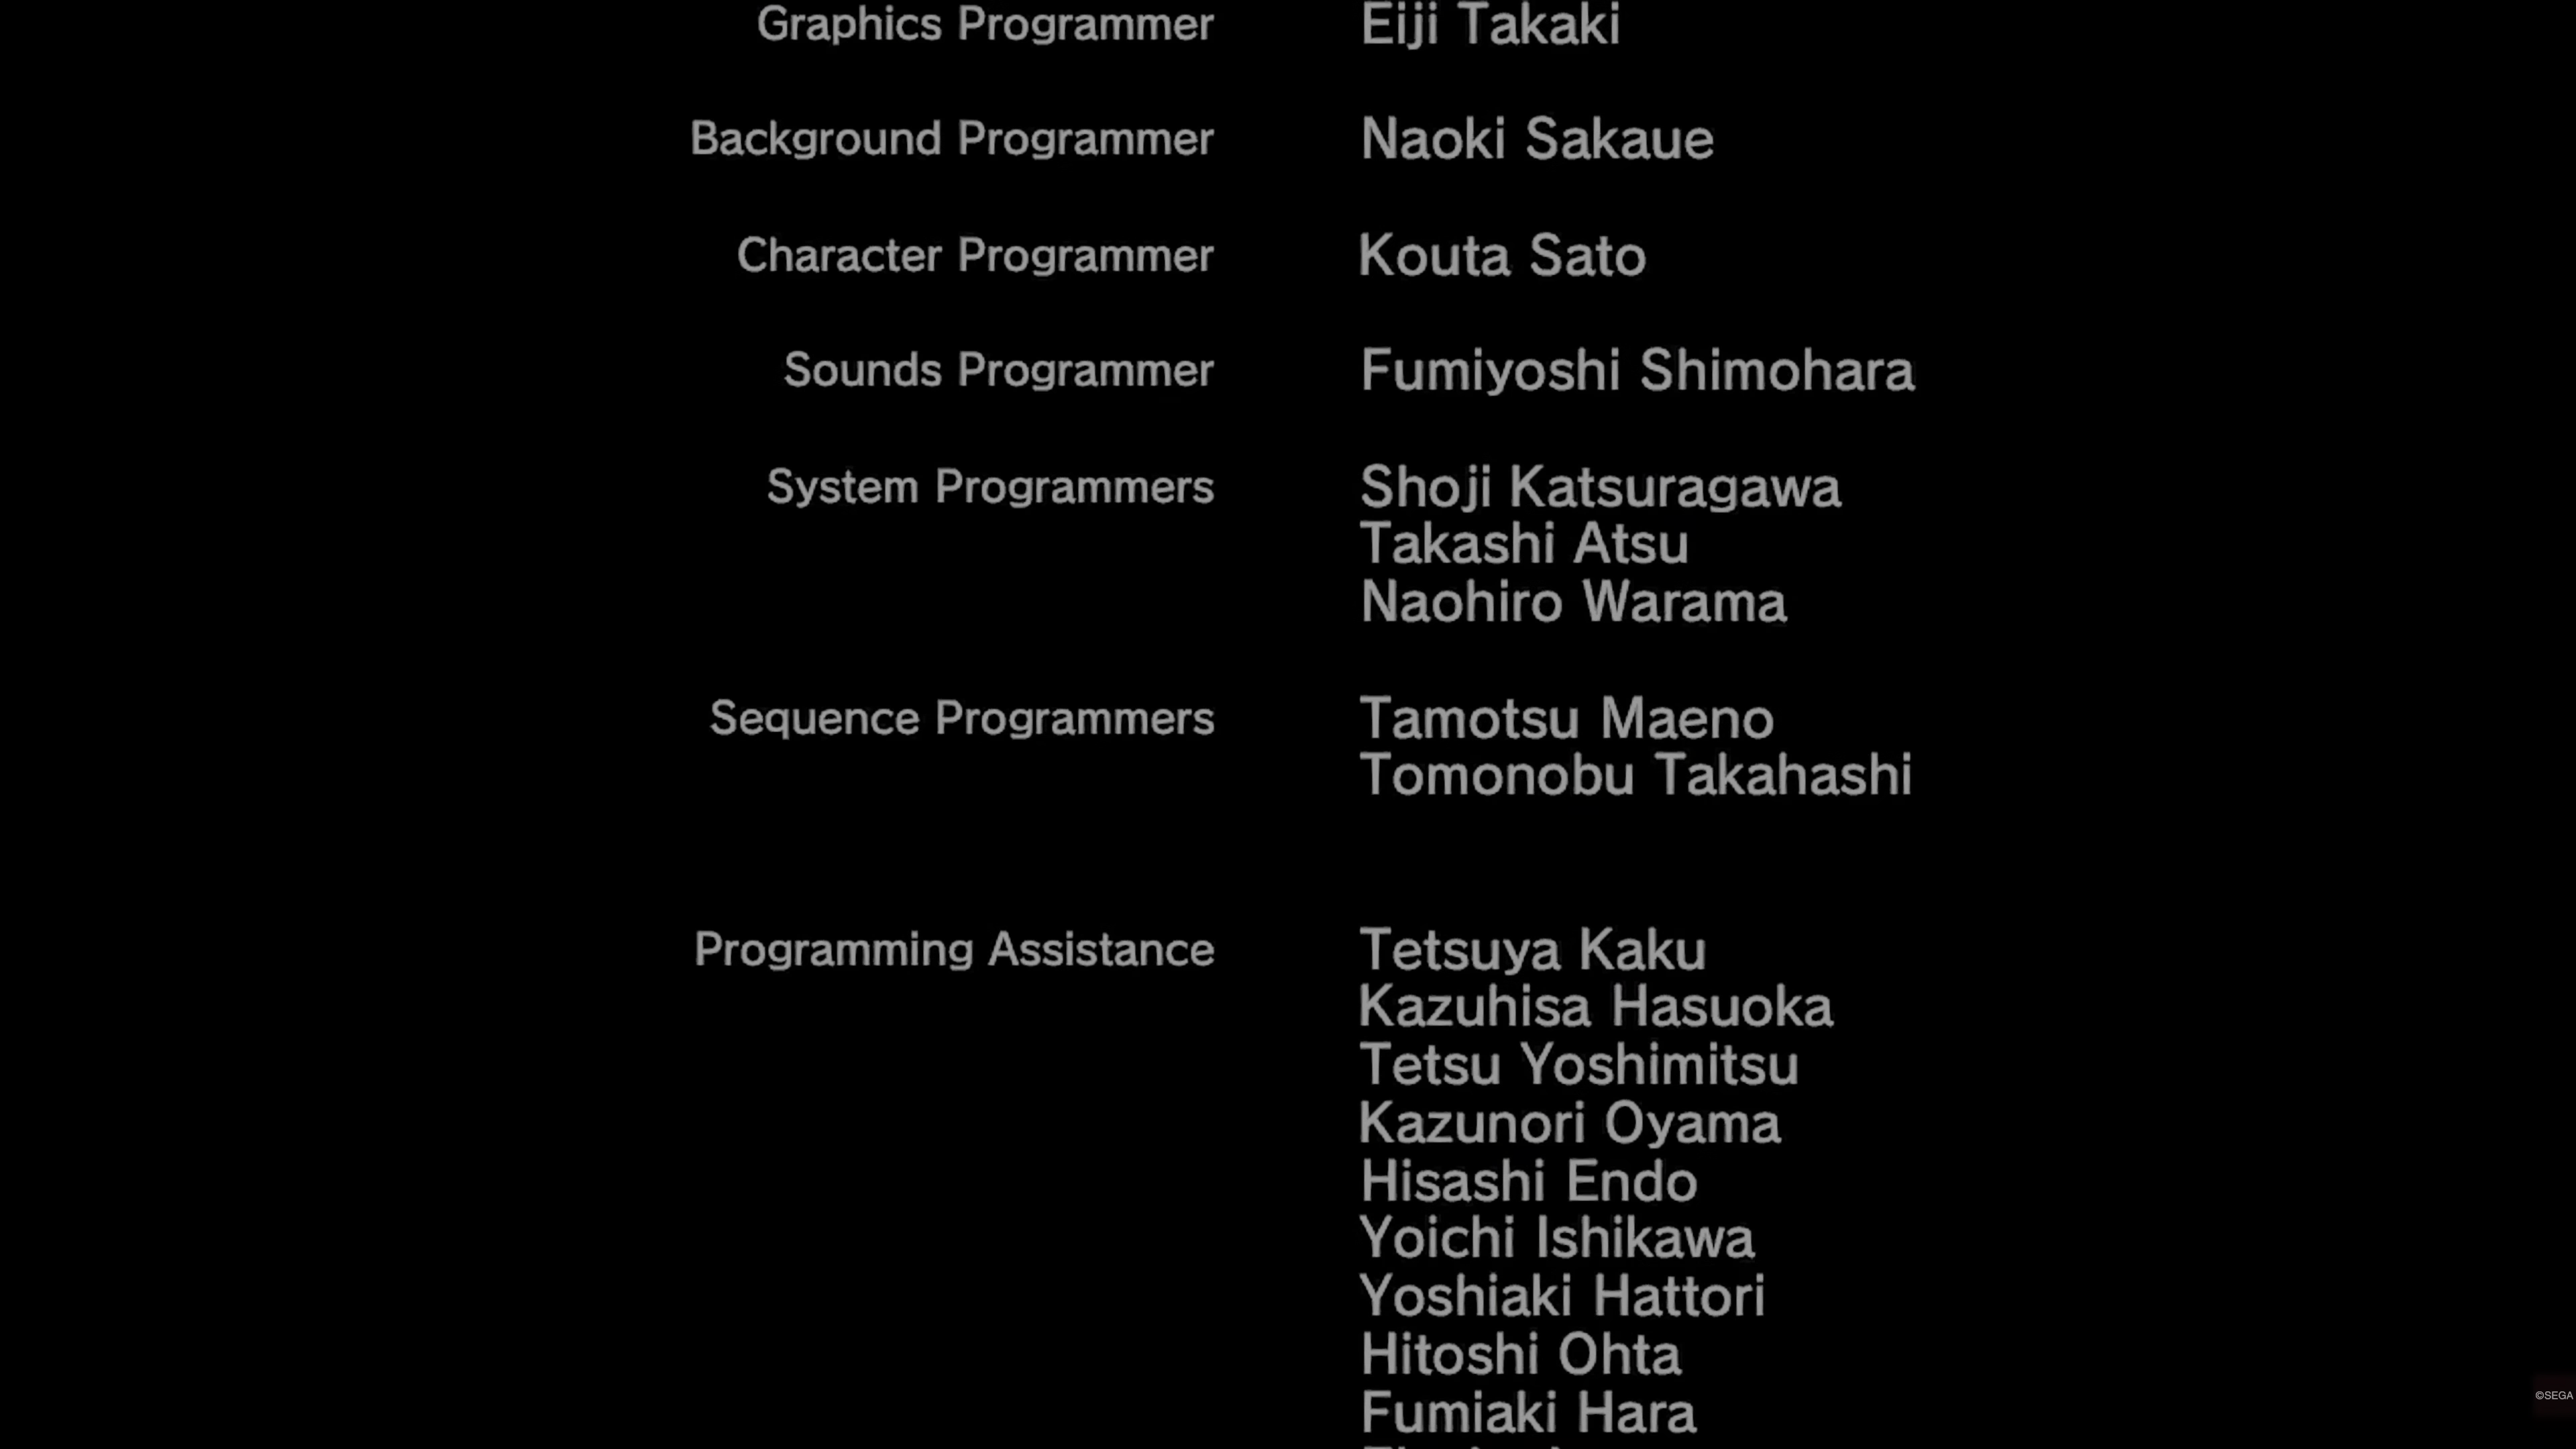 Graphics Programmer Eiji Takaki
Background Programmer Naoki Sakaue
Character Programmer Kouta Sato
Sounds Programmer Fumiyoshi Shimohara
System Programmers Shoji Katsuragawa
Takashi Atsu
Naohiro Warama
Sequence Programmers Tamotsu Maeno
Tomonobu Takahashi
Programming Assistance Tetsuya Kaku
Kazuhisa Hasuoka
Tetsu Yoshimitsu
Kazunori Oyama
Hisashi Endo
Yoichi Ishikawa
Yoshiaki Hattori
Hitoshi Ohta
©SEGA
Fumiaki Hara